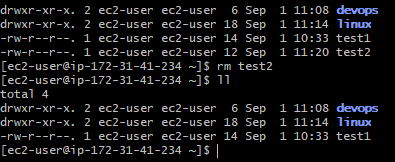 drwxr-xr-x. 2 ec2-user ec2-user  6 Sep  1 11:08 devops
drwxr-xr-x. 2 ec2-user ec2-user 18 Sep  1 11:14 linux
-rw-r--r--. 1 ec2-user ec2-user 14 Sep  1 10:33 test1
-rw-r--r--. 1 ec2-user ec2-user 12 Sep  1 11:20 test2
[ec2-user@ip-172-31-41-234 ~]$ rm test2
[ec2-user@ip-172-31-41-234 ~]$ ll
total 4
drwxr-xr-x. 2 ec2-user ec2-user  6 Sep  1 11:08 devops
drwxr-xr-x. 2 ec2-user ec2-user 18 Sep  1 11:14 linux
-rw-r--r--. 1 ec2-user ec2-user 14 Sep  1 10:33 test1
[ec2-user@ip-172-31-41-234 ~]$